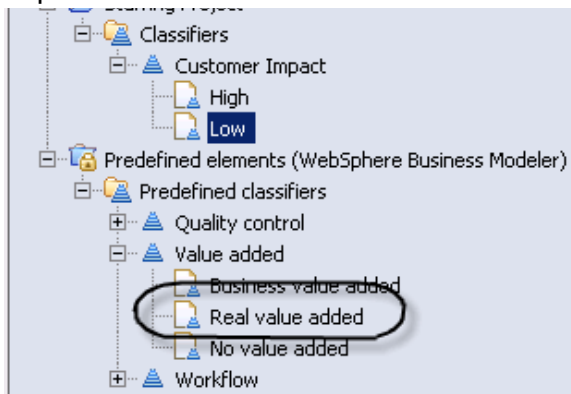 Classifiers
Customer Impact
High
Low
Predefined elements (WebSphere Business Modeler)
Predefined classifiers
Quality control
Value added
Business value added
Real value added
No value added
Workflow